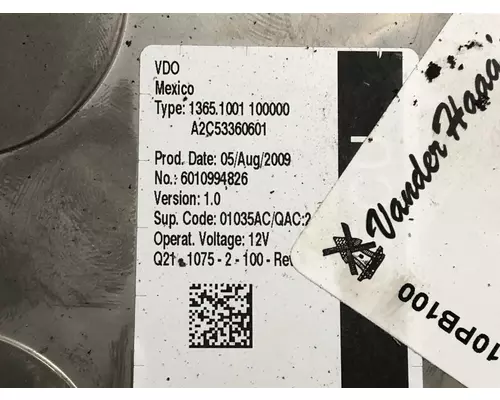 VDO
Mexico
Type: 1365.1001 100000
A2C53360601
Prod. Date: 05/Aug/2009
No.: 6010994826
Version: 1.0
Sup. Code: 01035AC/QAC:2
Operat. Voltage: 12V
Q21 1075 - 2 - 100 - Rev
Vander Haag
10PB100